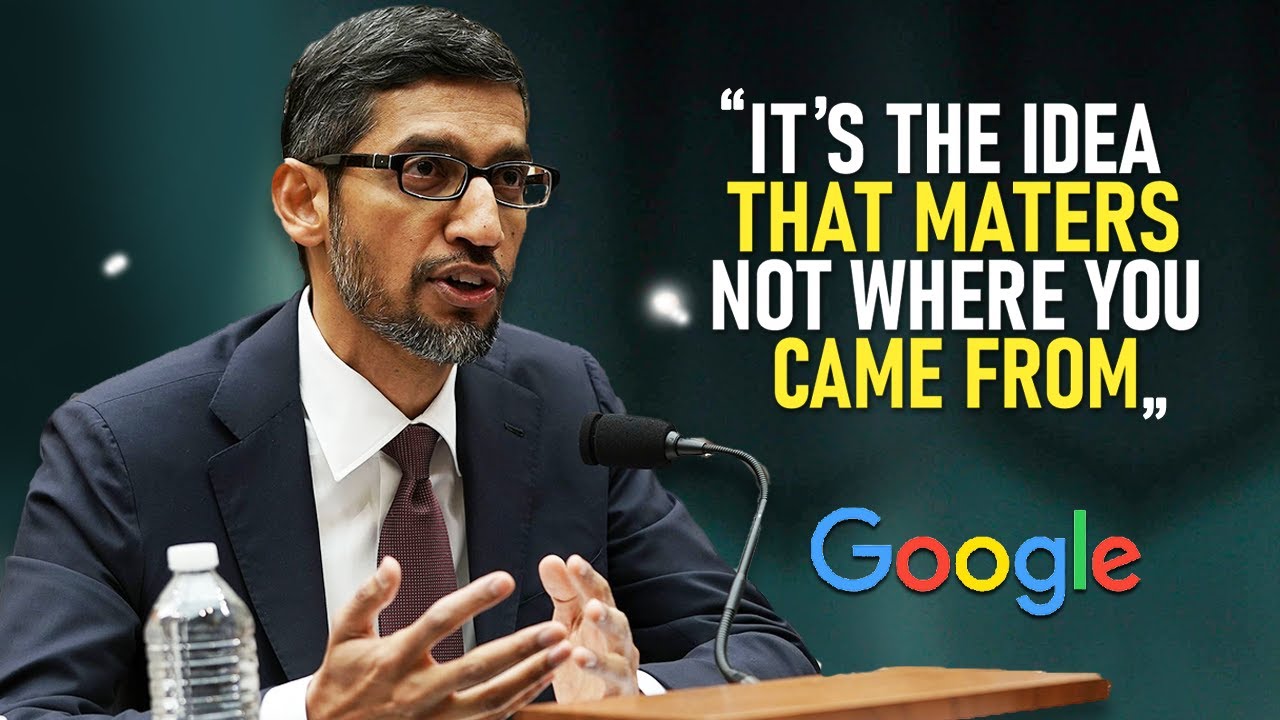 “IT’S THE IDEA
THAT MATERS
NOT WHERE YOU
CAME FROM„
Google